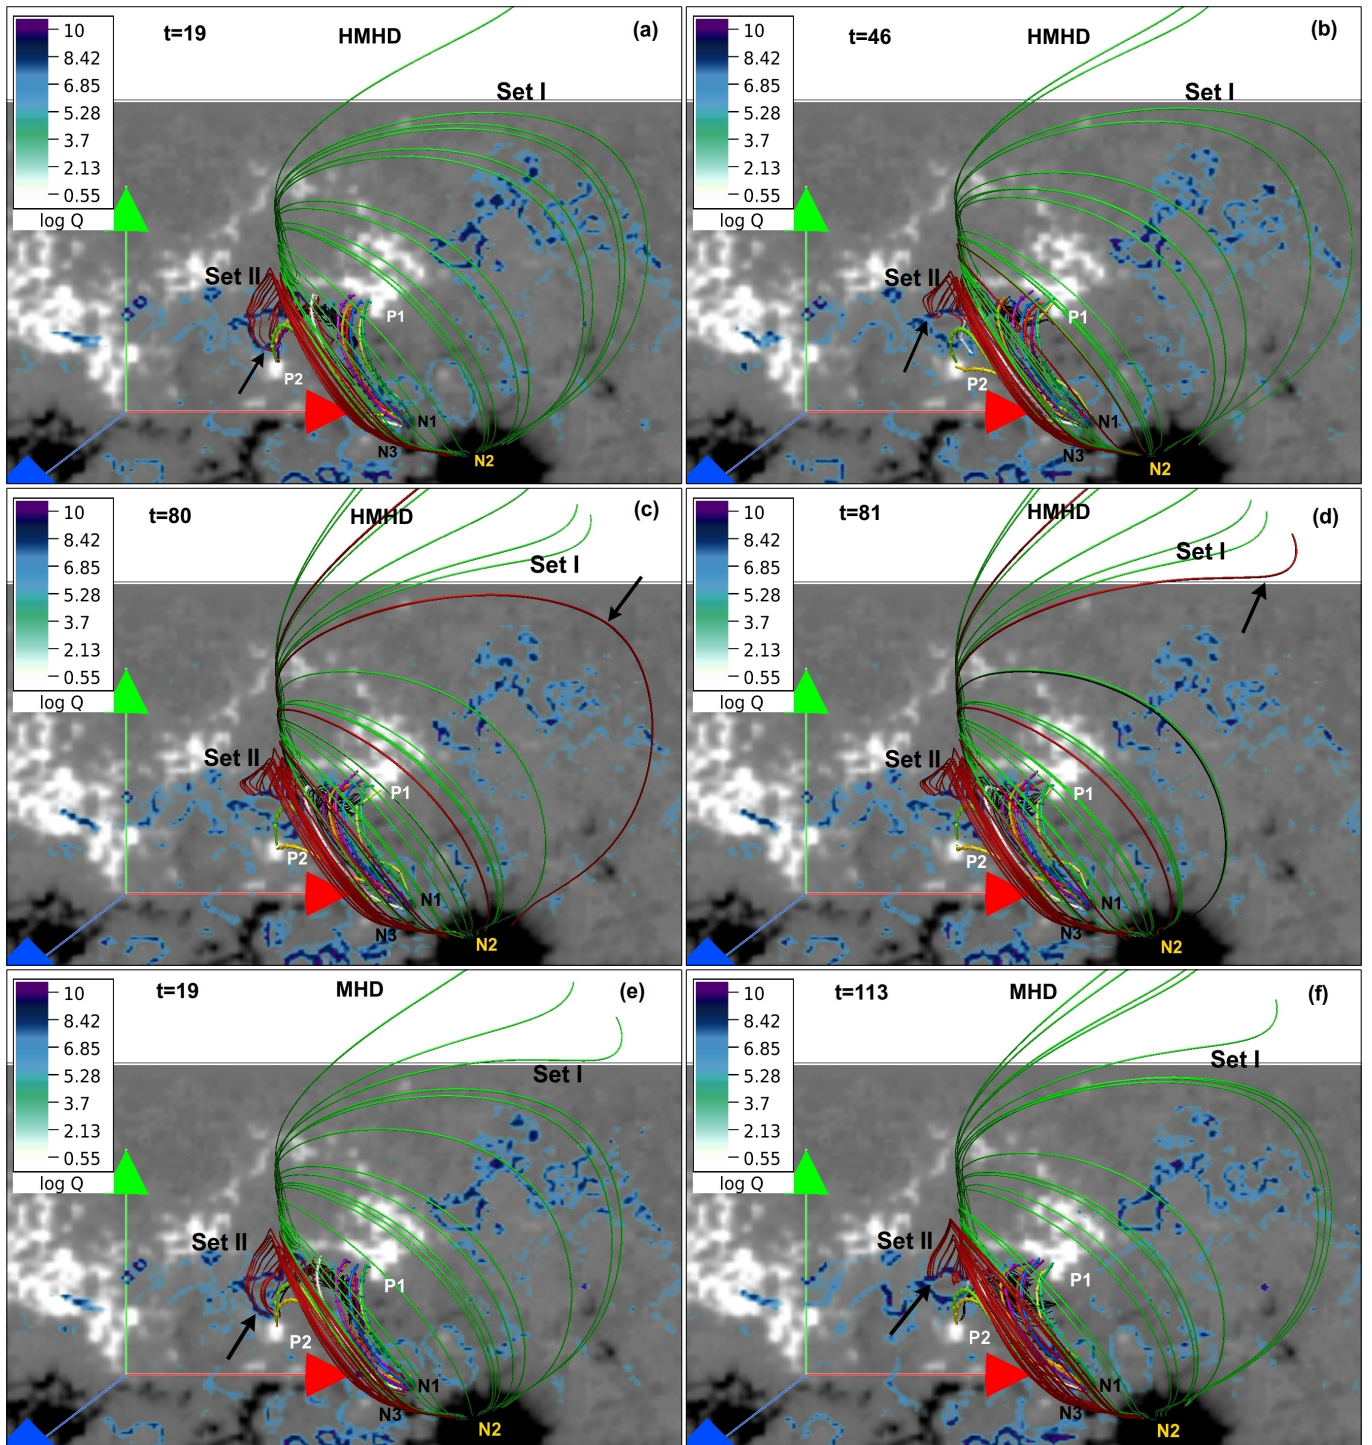 t=19 HMHD (a)
10
8.42
6.85
5.28
3.7
2.13
0.55
log Q
Set I
Set II
P1
P2
N1
N3
N2
t=46 HMHD (b)
10
8.42
6.85
5.28
3.7
2.13
0.55
log Q
Set I
Set II
P1
P2
N1
N3
N2
t=80 HMHD (c)
10
8.42
6.85
5.28
3.7
2.13
0.55
log Q
Set I
Set II
P1
P2
N1
N3
N2
t=81 HMHD (d)
10
8.42
6.85
5.28
3.7
2.13
0.55
log Q
Set I
Set II
P1
P2
N1
N3
N2
t=19 MHD (e)
10
8.42
6.85
5.28
3.7
2.13
0.55
log Q
Set I
Set II
P1
P2
N1
N3
N2
t=113 MHD (f)
10
8.42
6.85
5.28
3.7
2.13
0.55
log Q
Set I
Set II
P1
P2
N1
N3
N2